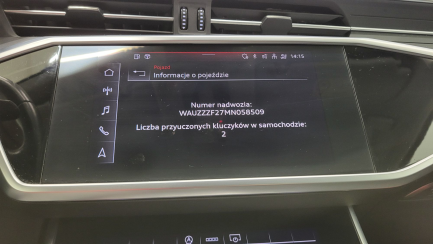 14:15
Pojazd
Informacje o pojeździe
Numer nadwozia:
WAUZZZF27MN058509
Liczba przyuczonych kluczyków w samochodzie:
2